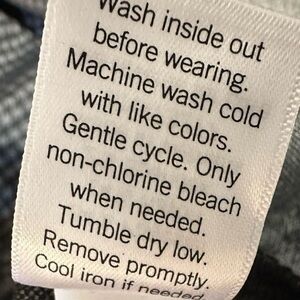 Wash inside out
before wearing.
Machine wash cold
with like colors.
Gentle cycle. Only
non-chlorine bleach
when needed.
Tumble dry low.
Remove promptly.
Cool iron if needed